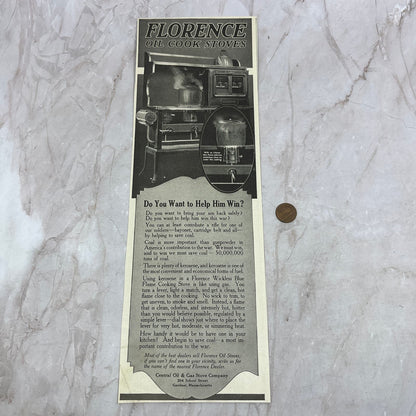 FLORENCE
OIL COOK STOVES
Do You Want to Help Him Win?
Do you want to bring your son back safely?
Do you want to help him win this war?
You can at least contribute a rifle for one of
our soldiers—bayonet, cartridge belt and all—
by helping to save coal.
Coal is more important than gunpowder in
America's contribution to the war. We must win,
and to win we must save coal — 50,000,000
tons of coal.
There is plenty of kerosene, and kerosene is one of
the most convenient and economical forms of fuel.
Using kerosene in a Florence Wickless Blue
Flame Cooking Stove is like using gas. You
turn a lever, light a match, and get a clean, hot
flame close to the cooking. No wick to trim, to
get uneven, to smoke and smell. Instead, a flame
that is clean, odorless, and intensely hot, hotter
than you would believe possible, regulated by a
simple lever—dial shows just where to place the
lever for very hot, moderate, or simmering heat.
How handy it would be to have one in your
kitchen! And begin to save coal – a most im-
portant contribution to the war.
Most of the best dealers sell Florence Oil Stoves;
if you can't find one in your vicinity, write us for
the name of the nearest Florence Dealer.
Central Oil & Gas Stove Company
School Street
Gardner, Massachusetts